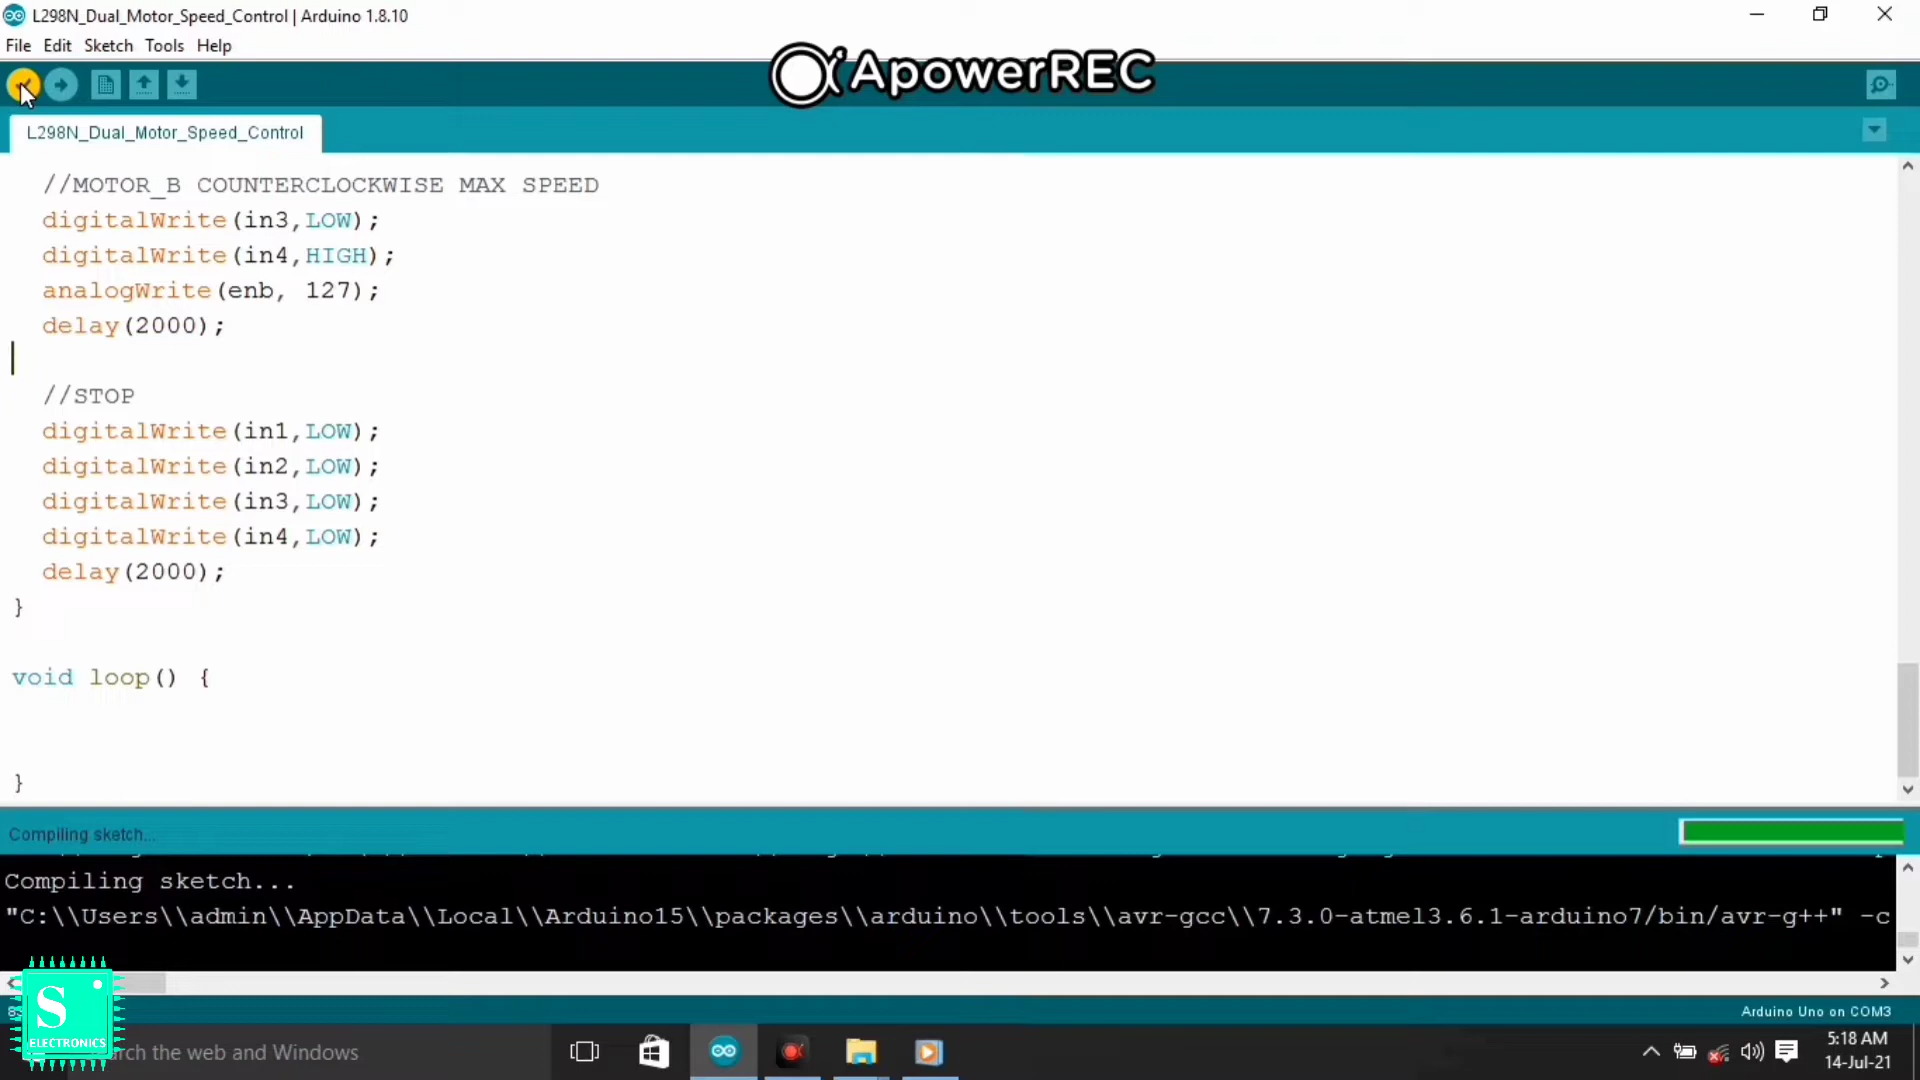 L298N_Dual_Motor_Speed_Control | Arduino 1.8.10
File Edit Sketch Tools Help
ApowerREC
L298N_Dual_Motor_Speed_Control
//MOTOR_B COUNTERCLOCKWISE MAX SPEED
digitalWrite(in3,LOW);
digitalWrite(in4,HIGH);
analogWrite(enb, 127);
delay(2000);
//STOP
digitalWrite(in1,LOW);
digitalWrite(in2,LOW);
digitalWrite(in3,LOW);
digitalWrite(in4,LOW);
delay(2000);
}
void loop() {
}
Compiling sketch...
Compiling sketch...
"C:\\Users\\admin\\AppData\\Local\\Arduino15\\packages\\arduino\\tools\\avr-gcc\\7.3.0-atmel3.6.1-arduino7/bin/avr-g++" -c
Arduino Uno on COM3
S
ELECTRONICS
the web and Windows
5:18 AM
14-Jul-21